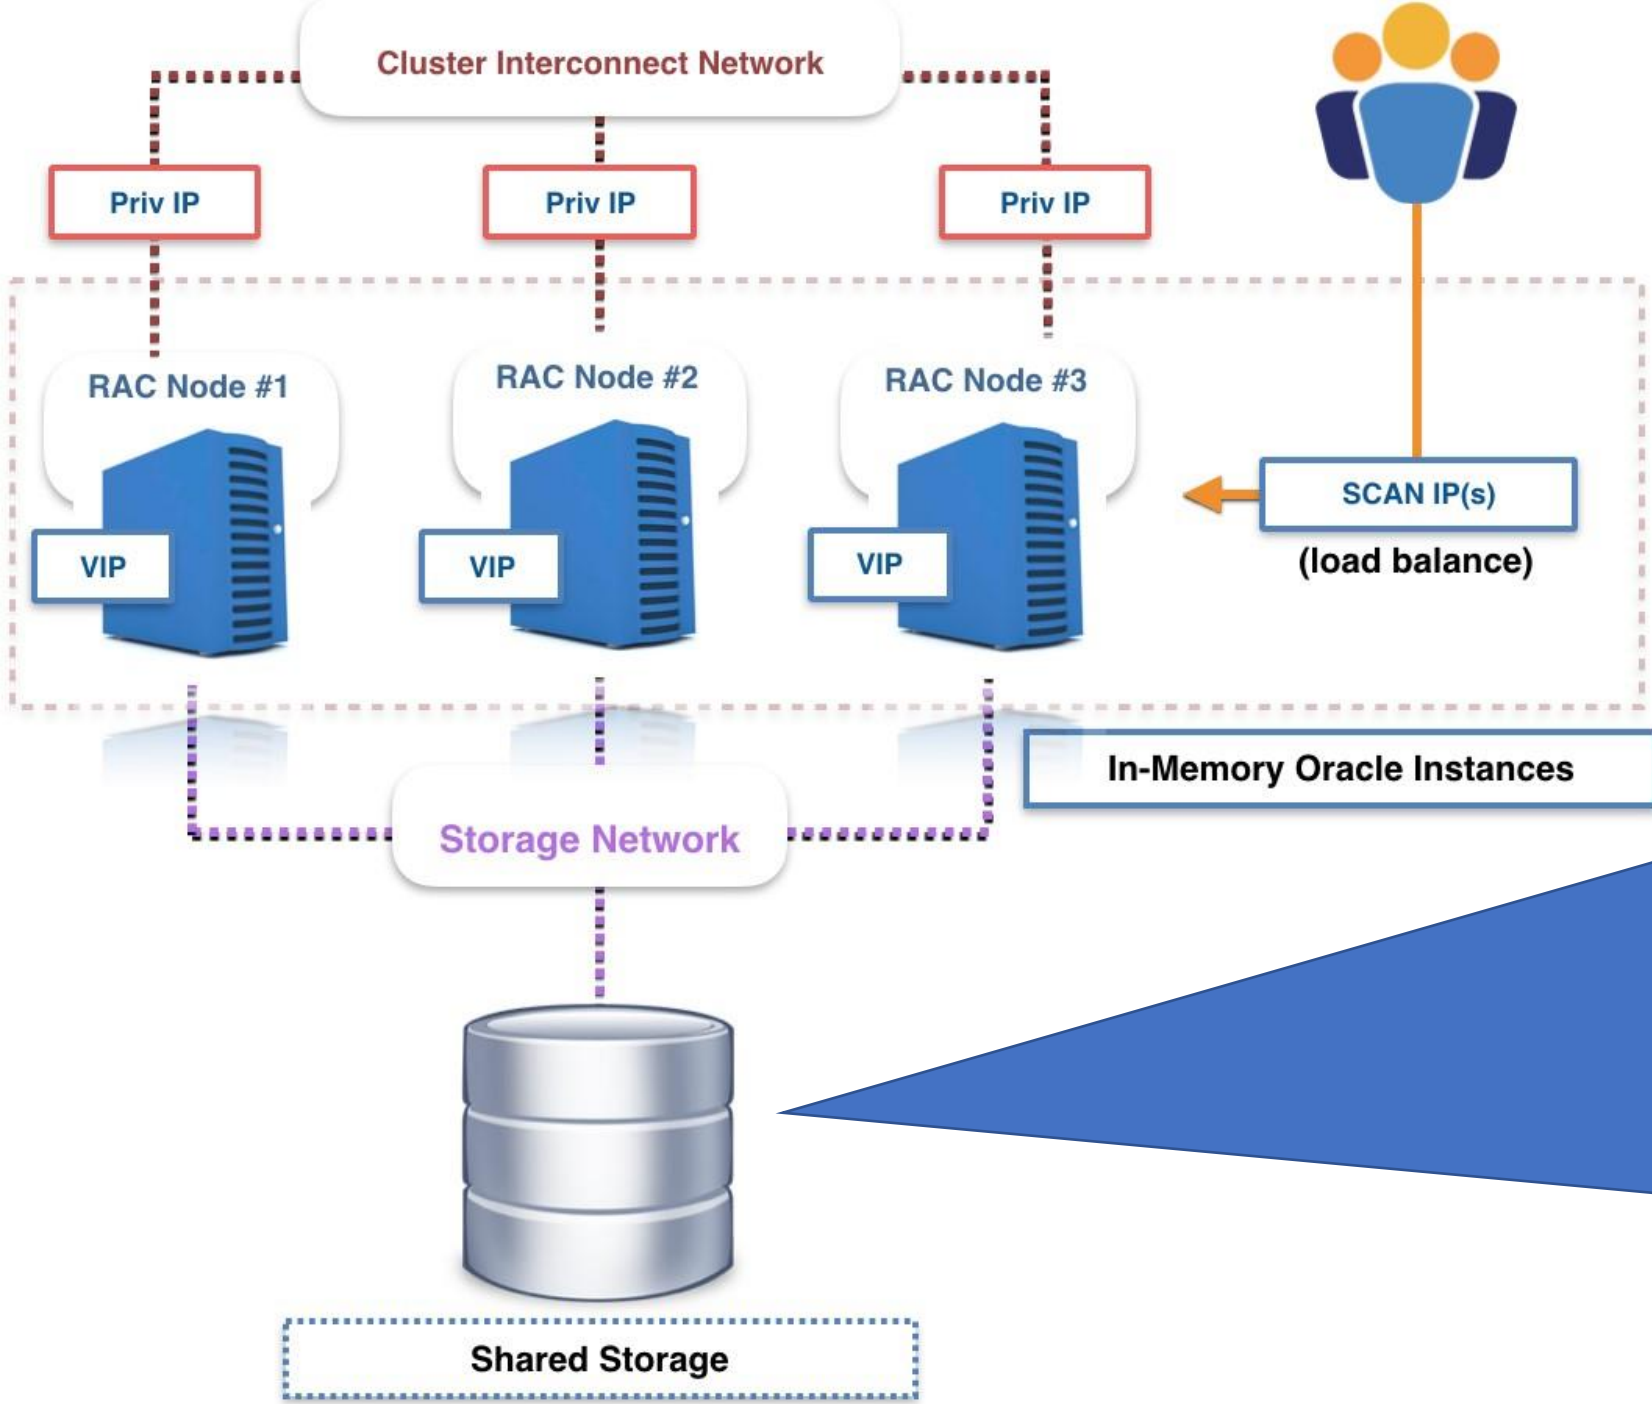 Cluster Interconnect Network
Priv IP
Priv IP
Priv IP
RAC Node #1
RAC Node #2
RAC Node #3
SCAN IP(s)
(load balance)
VIP
VIP
VIP
In-Memory Oracle Instances
Storage Network
Shared Storage